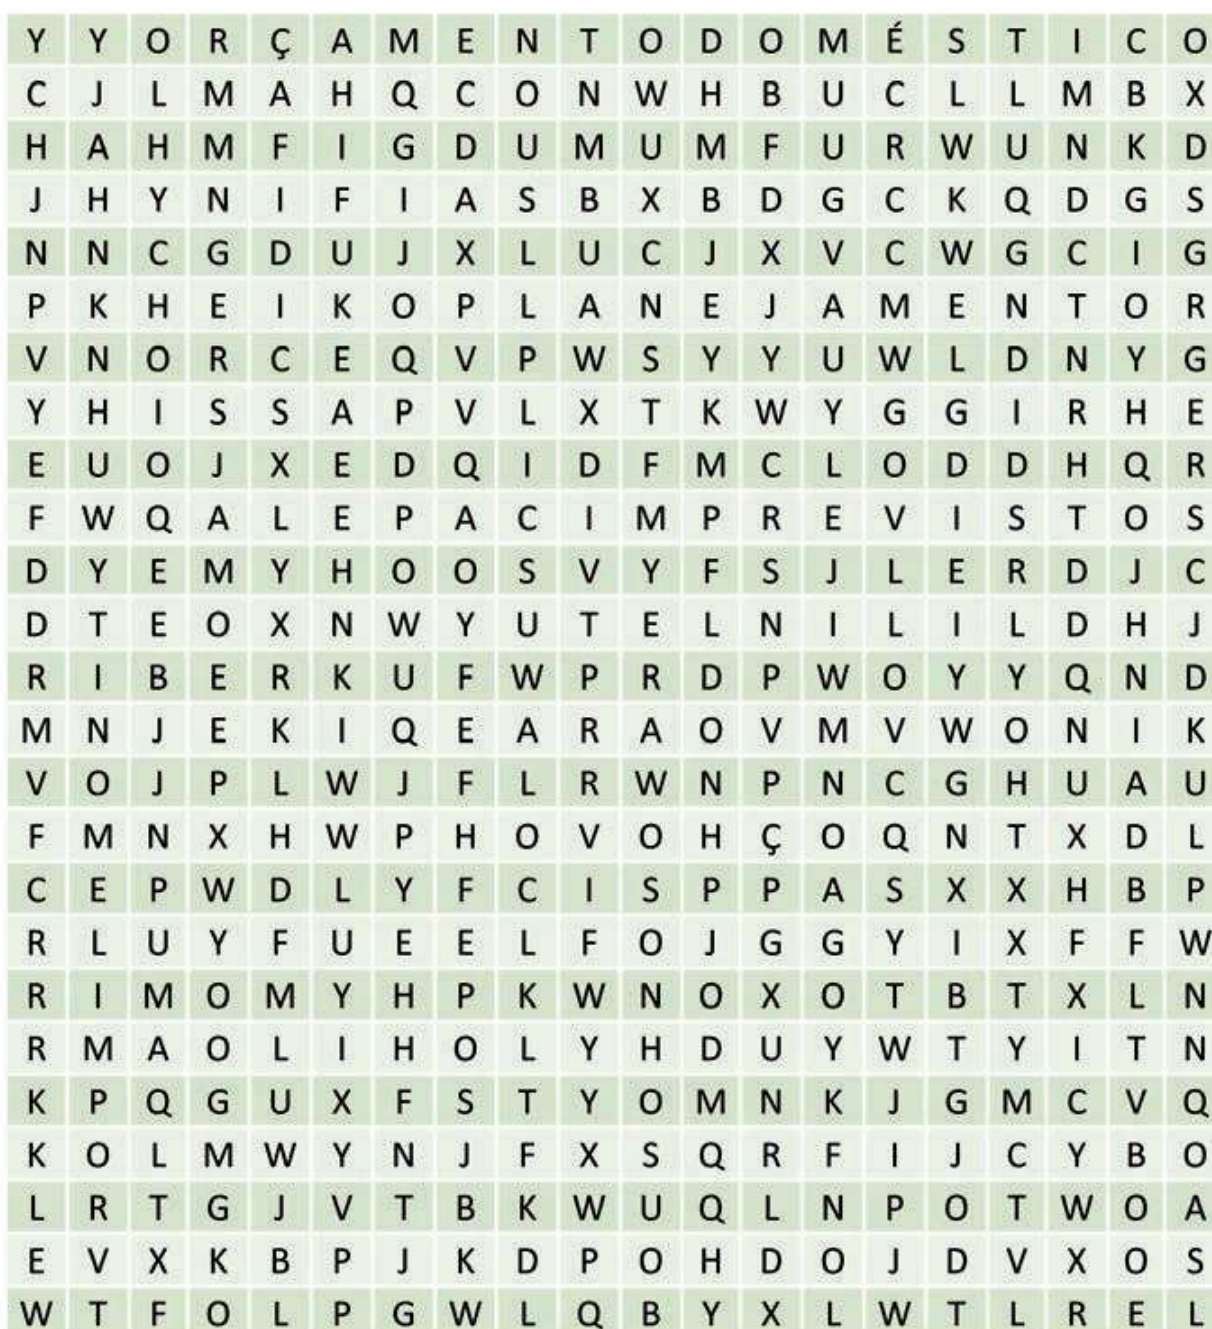 Y Y O R Ç A M E N T O D O M É S T I C O
C J L M A H Q C O N W H B U C L L M B X
H A H M F I G D U M U M F U R W U N K D
J H Y N I F I A S B X B D G C K Q D G S
N N C G D U J X L U C J X V C W G C I G
P K H E I K O P L A N E J A M E N T O R
V N O R C E Q V P W S Y Y U W L D N Y G
Y H I S S A P V L X T K W Y G G I R H E
E U O J X E D Q I D F M C L O D D H Q R
F W Q A L E P A C I M P R E V I S T O S
D Y E M Y H O O S V Y F S J L E R D J C
D T E O X N W Y U T E L N I L I L D H J
R I B E R K U F W P R D P W O Y Y Q N D
M N J E K I Q E A R A O V M V W O N I K
V O J P L W J F L R W N P N C G H U A U
F M N X H W P H O V O H Ç O Q N T X D L
C E P W D L Y F C I S P P A S X X H B P
R L U Y F U E E L F O J G G Y I X F F W
R I M O M Y H P K W N O X O T B T X L N
R M A O L I H O L Y H D U Y W T Y I T N
K P Q G U X F S T Y O M N K J G M C V Q
K O L M W Y N J F X S Q R F I J C Y B O
L R T G J V T B K W U Q L N P O T W O A
E V X K B P J K D P O H D O J D V X O S
W T F O L P G W L Q B Y X L W T L R E L